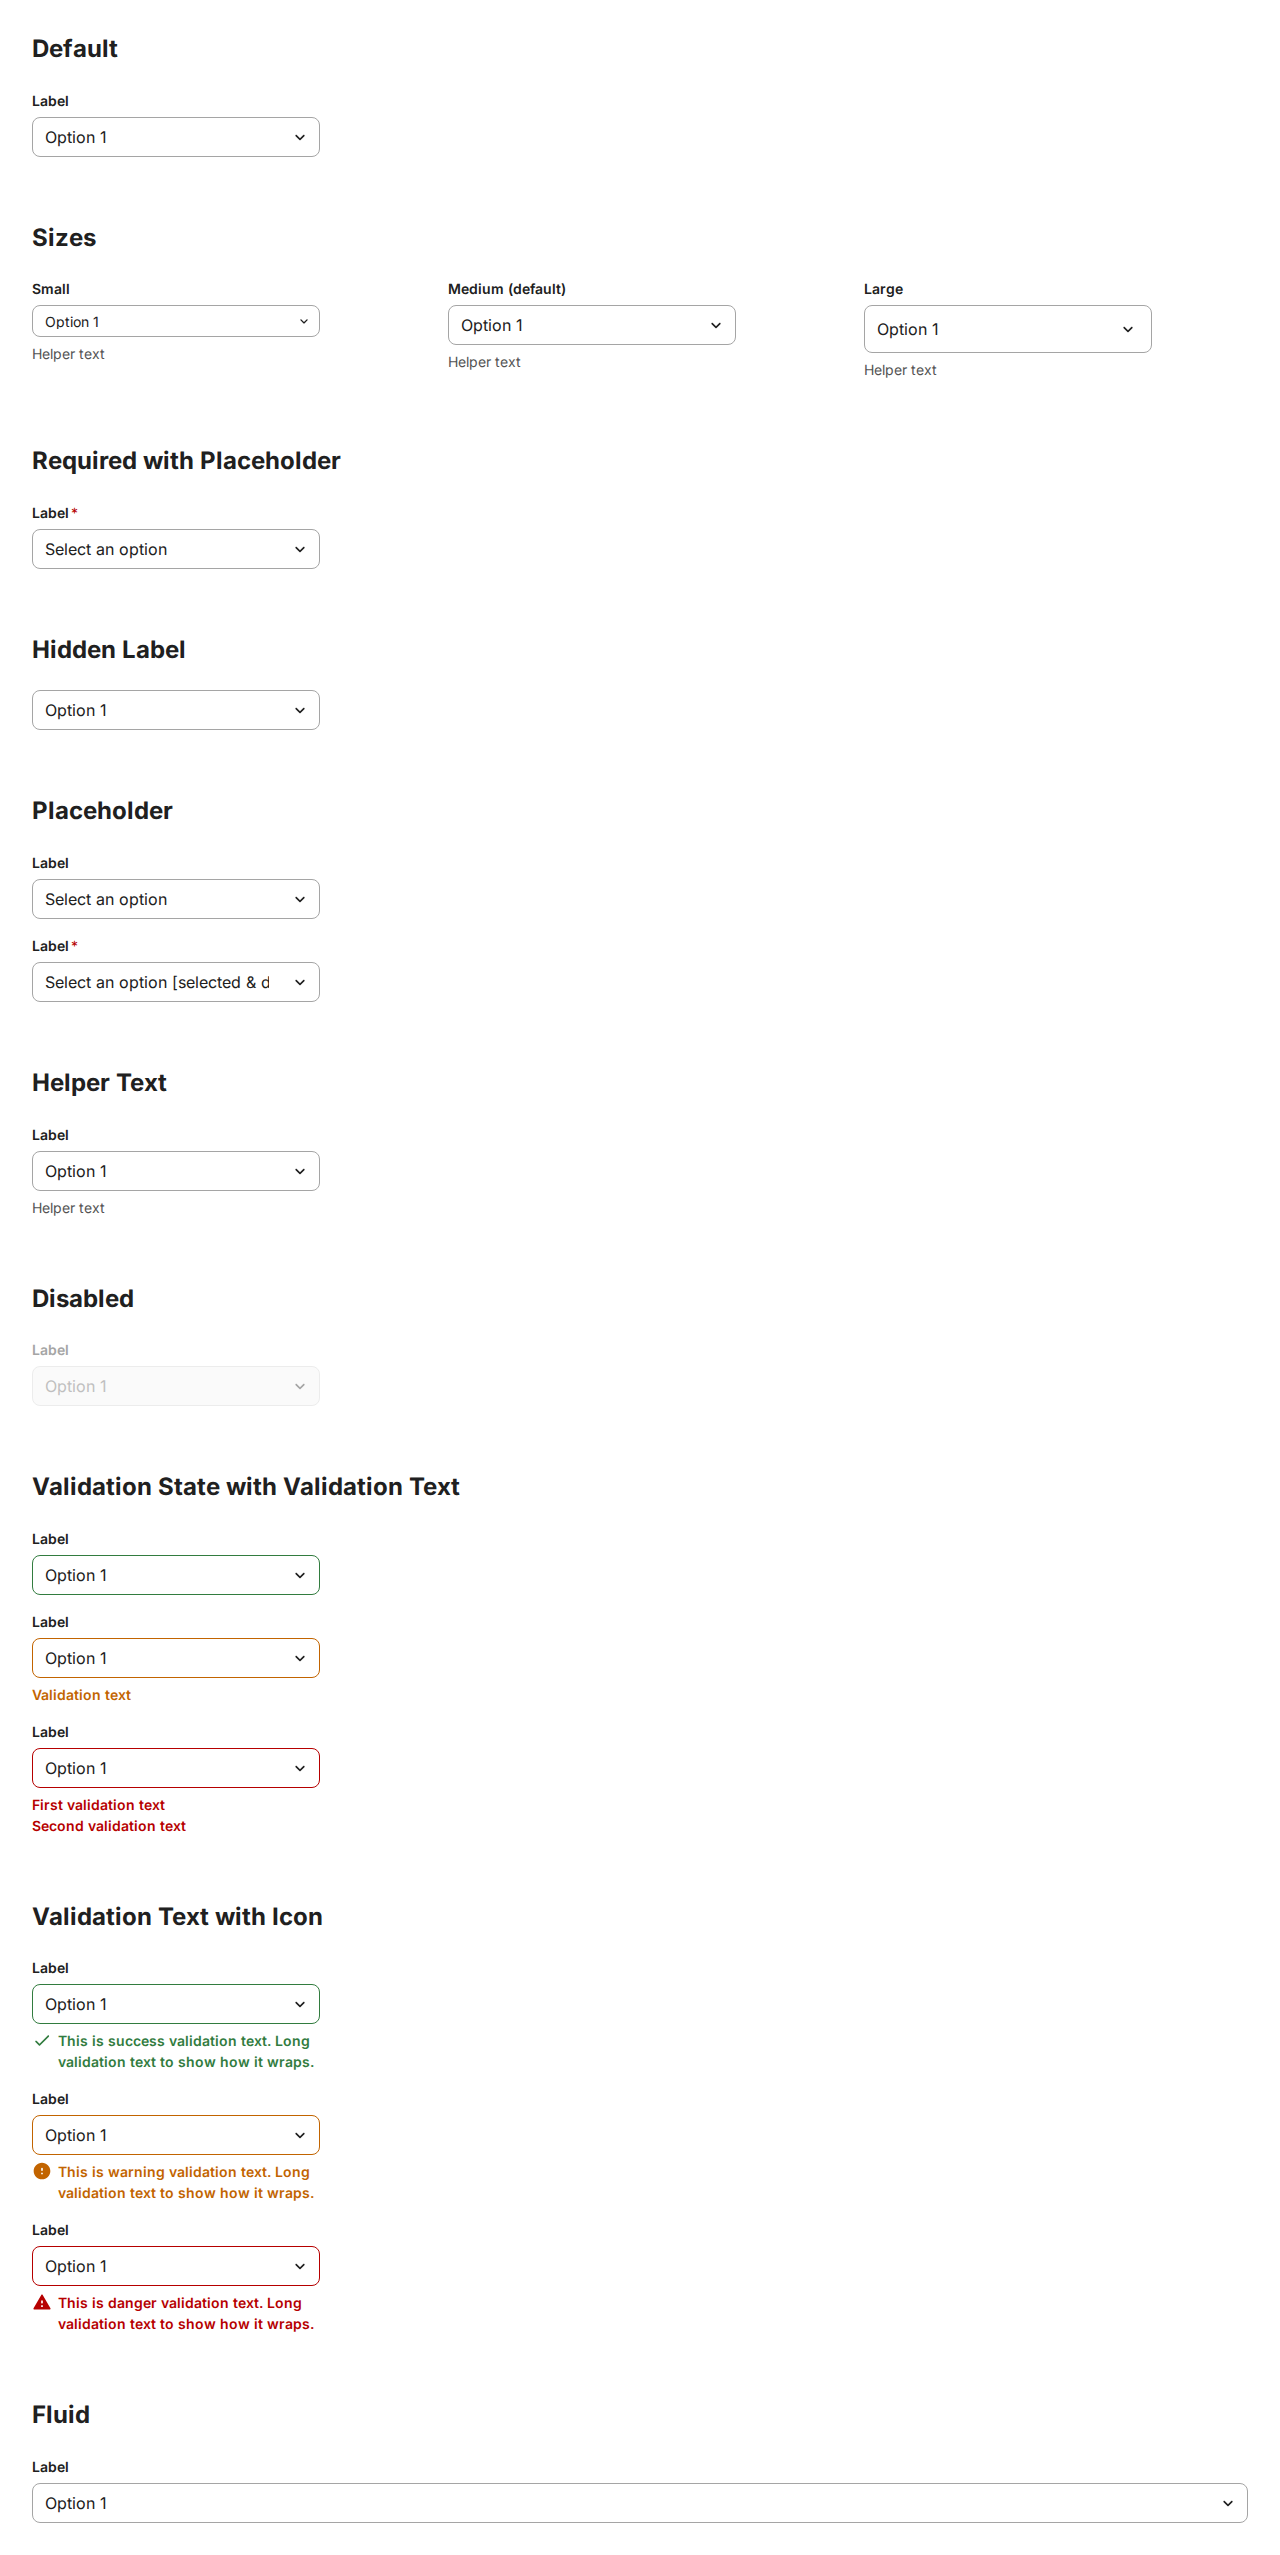 Default
Label
Option 1
Sizes
Small
Option 1
Helper text
Medium (default)
Option 1
Helper text
Large
Option 1
Helper text
Required with Placeholder
Label*
Select an option
Hidden Label
Option 1
Placeholder
Label
Select an option
Label*
Select an option [selected & d
Helper Text
Label
Option 1
Helper text
Disabled
Label
Option 1
Validation State with Validation Text
Label
Option 1
Label
Option 1
Validation text
Label
Option 1
First validation text
Second validation text
Validation Text with Icon
Label
Option 1
This is success validation text. Long
validation text to show how it wraps.
Label
Option 1
This is warning validation text. Long
validation text to show how it wraps.
Label
Option 1
This is danger validation text. Long
validation text to show how it wraps.
Fluid
Label
Option 1